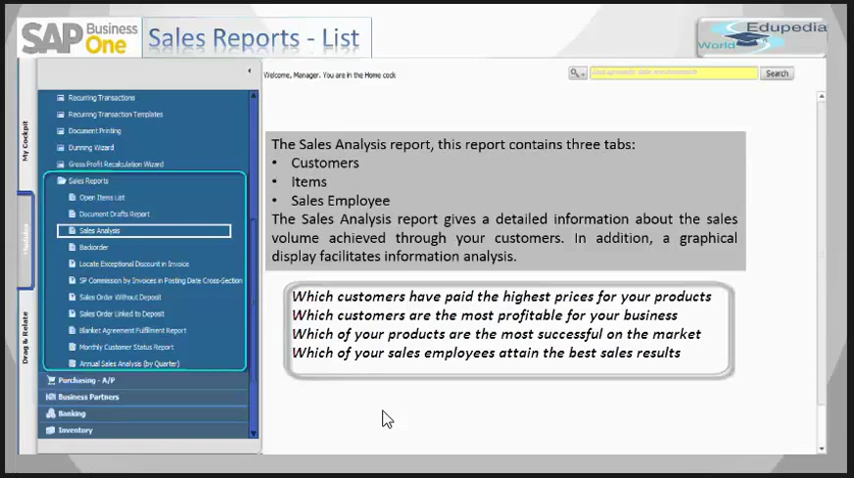 SAP Business One
Sales Reports - List
Edupedia
World
Welcome, Manager. You are in the Home cock
Search
My Cockpit
Modules
Drag & Relate
Recurring Transactions
Recurring Transaction Templates
Document Printing
Dunning Wizard
Gross Profit Recalculation Wizard
Sales Reports
Open Items List
Document Drafts Report
Sales Analysis
Backorder
Locate Exceptional Discount in Invoice
SP Commission by Invoices in Posting Date Cross-Section
Sales Order Without Deposit
Sales Order Linked to Deposit
Blanket Agreement Fulfillment Report
Monthly Customer Status Report
Annual Sales Analysis (by Quarter)
Purchasing - A/P
Business Partners
Banking
Inventory
The Sales Analysis report, this report contains three tabs:
• Customers
• Items
• Sales Employee
The Sales Analysis report gives a detailed information about the sales
volume achieved through your customers. In addition, a graphical
display facilitates information analysis.
Which customers have paid the highest prices for your products
Which customers are the most profitable for your business
Which of your products are the most successful on the market
Which of your sales employees attain the best sales results